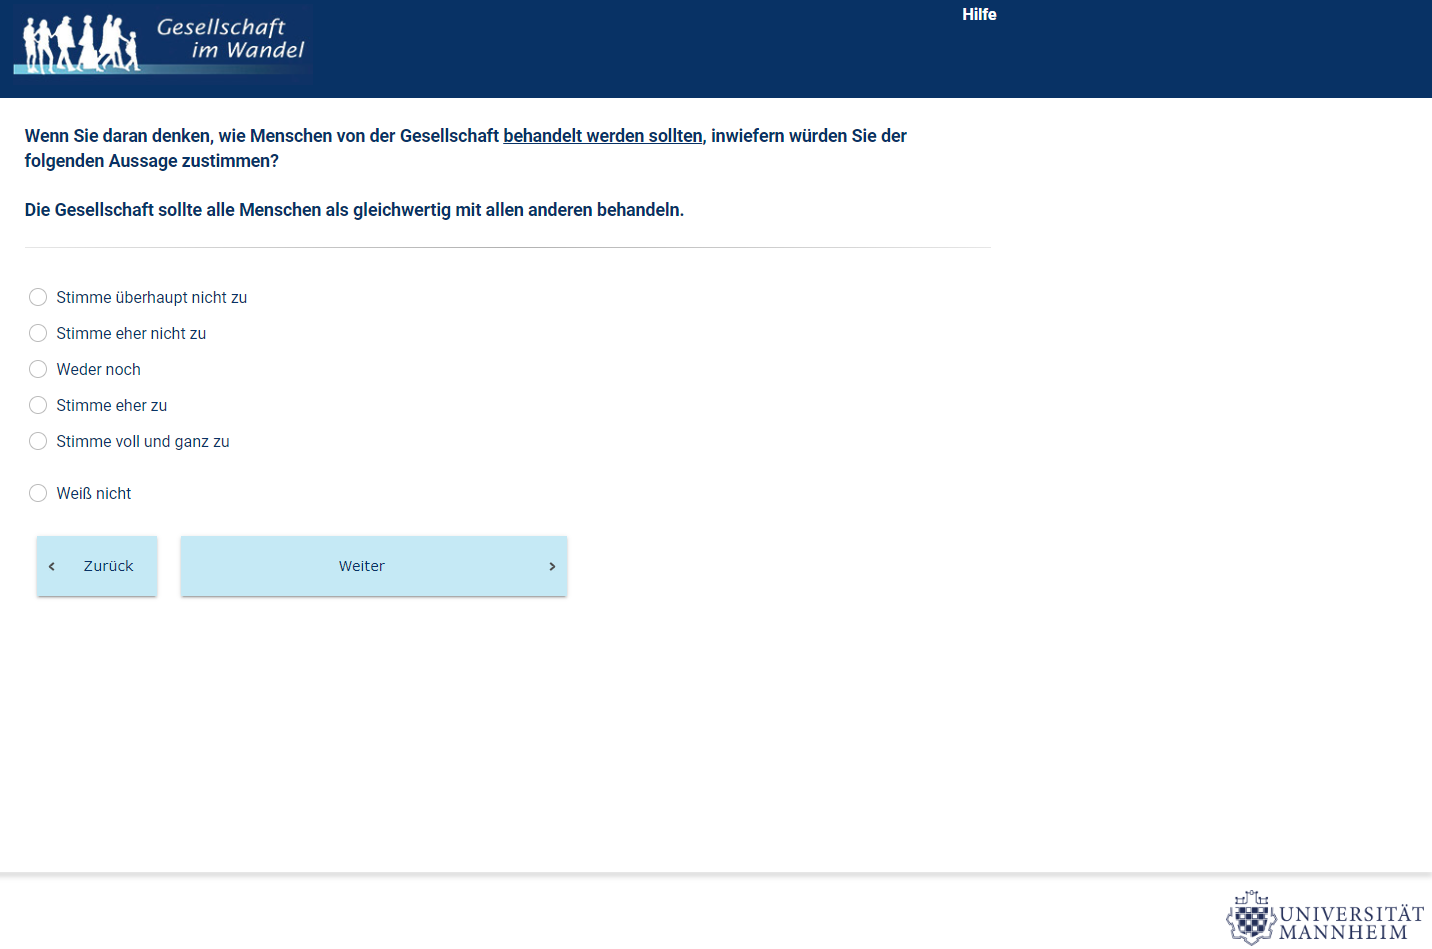 Gesellschaft
im Wandel
Hilfe
Wenn Sie daran denken, wie Menschen von der Gesellschaft behandelt werden sollten, inwiefern würden Sie der
folgenden Aussage zustimmen?
Die Gesellschaft sollte alle Menschen als gleichwertig mit allen anderen behandeln.
Stimme überhaupt nicht zu
Stimme eher nicht zu
Weder noch
Stimme eher zu
Stimme voll und ganz zu
Weiß nicht
‹ Zurück
Weiter ›
UNIVERSITÄT
MANNHEIM